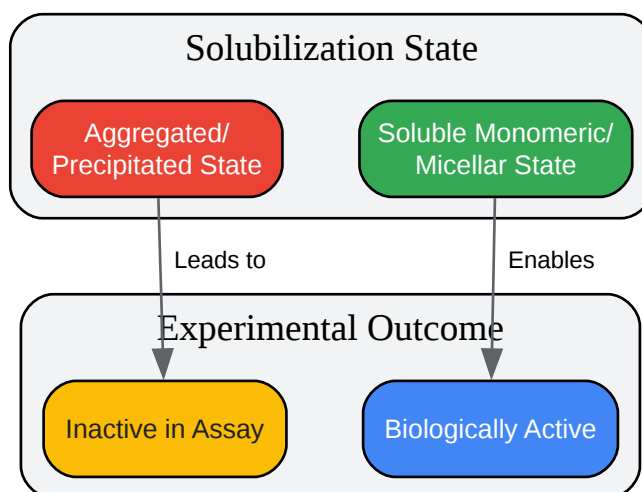 Solubilization State
Aggregated/
Precipitated State
Soluble Monomeric/
Micellar State
Leads to
Enables
Experimental Outcome
Inactive in Assay
Biologically Active